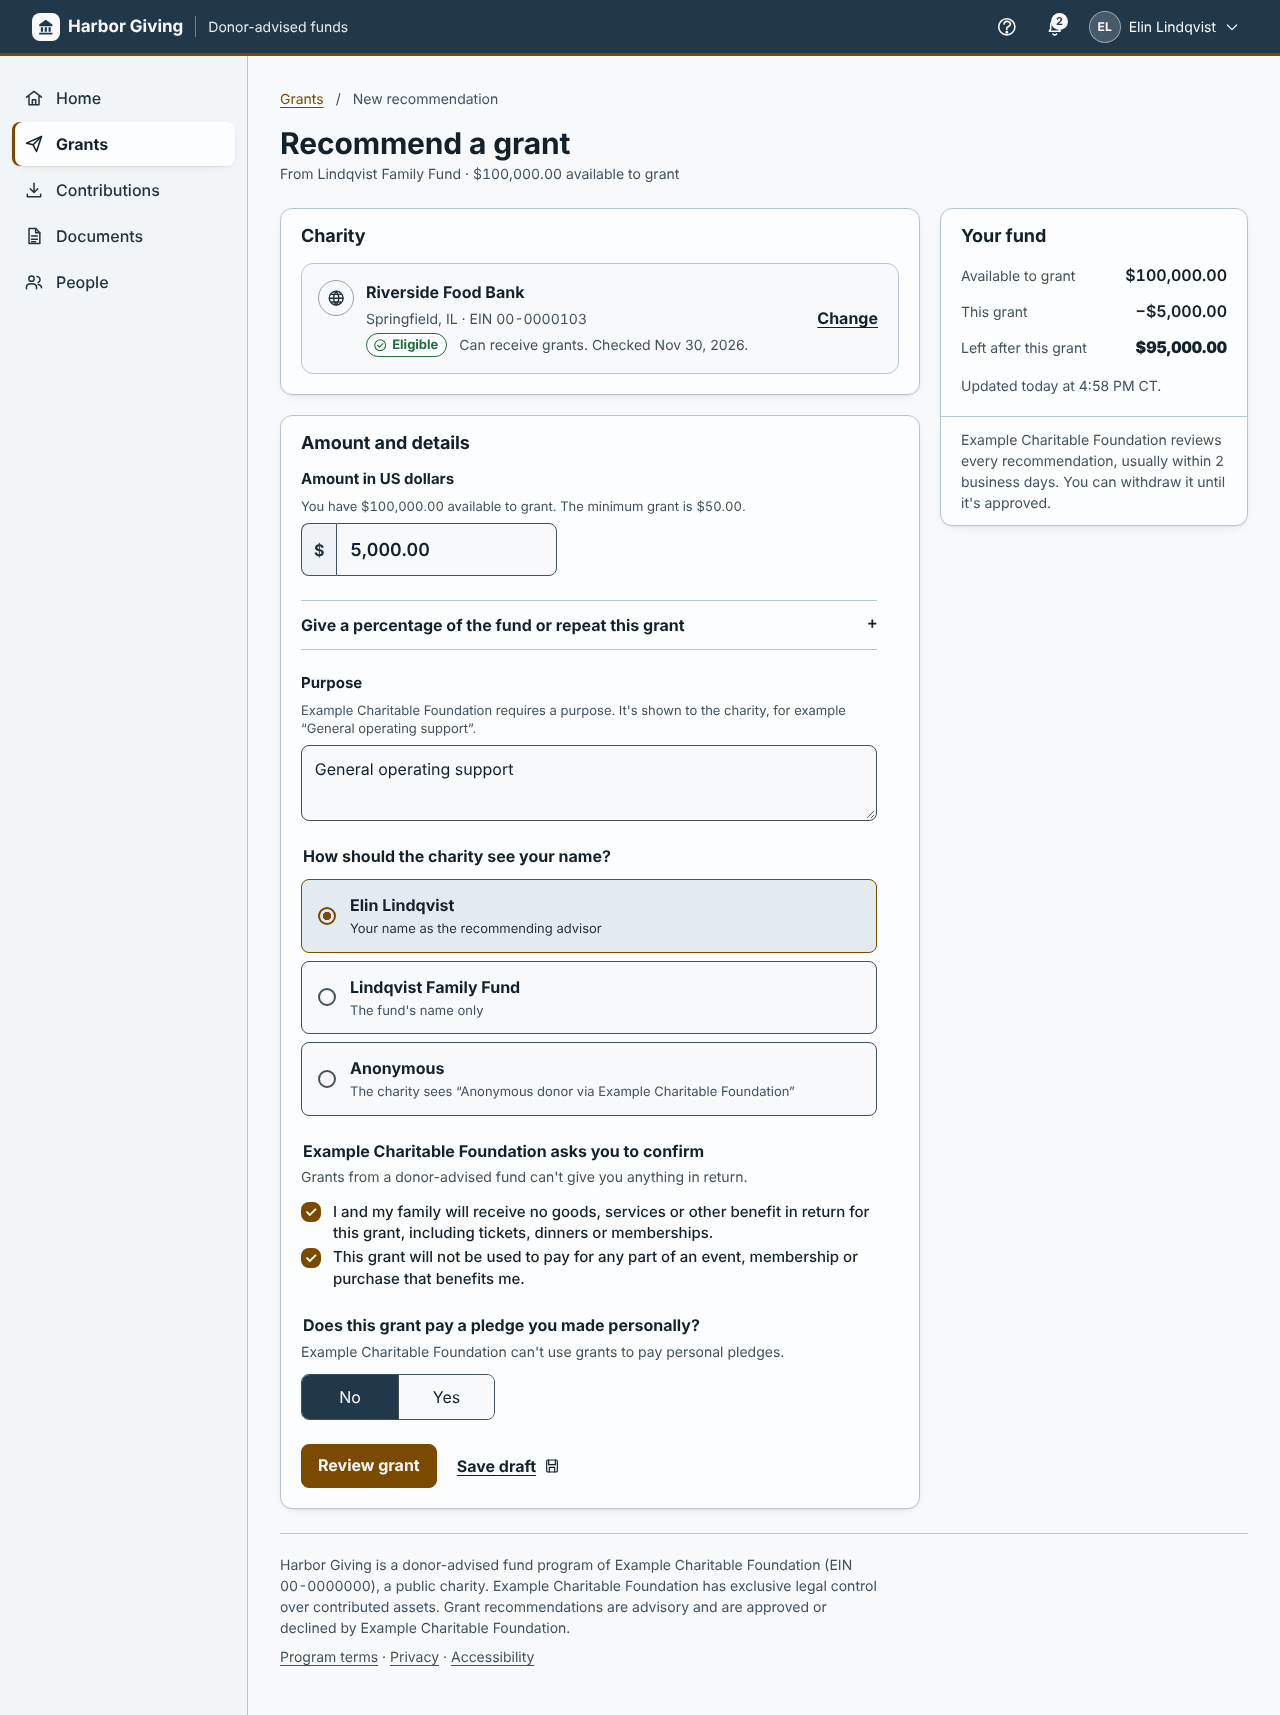 Harbor Giving
Donor-advised funds
2
EL
Elin Lindqvist
Home
Grants
Contributions
Documents
People
Grants / New recommendation
Recommend a grant
From Lindqvist Family Fund · $100,000.00 available to grant
Charity
Riverside Food Bank
Springfield, IL · EIN 00-0000103
Eligible
Can receive grants. Checked Nov 30, 2026.
Change
Your fund
Available to grant $100,000.00
This grant −$5,000.00
Left after this grant $95,000.00
Updated today at 4:58 PM CT.
Example Charitable Foundation reviews
every recommendation, usually within 2
business days. You can withdraw it until
it's approved.
Amount and details
Amount in US dollars
You have $100,000.00 available to grant. The minimum grant is $50.00.
$ 5,000.00
Give a percentage of the fund or repeat this grant +
Purpose
Example Charitable Foundation requires a purpose. It's shown to the charity, for example
“General operating support”.
General operating support
How should the charity see your name?
Elin Lindqvist
Your name as the recommending advisor
Lindqvist Family Fund
The fund's name only
Anonymous
The charity sees “Anonymous donor via Example Charitable Foundation”
Example Charitable Foundation asks you to confirm
Grants from a donor-advised fund can't give you anything in return.
I and my family will receive no goods, services or other benefit in return for
this grant, including tickets, dinners or memberships.
This grant will not be used to pay for any part of an event, membership or
purchase that benefits me.
Does this grant pay a pledge you made personally?
Example Charitable Foundation can't use grants to pay personal pledges.
No
Yes
Review grant
Save draft
Harbor Giving is a donor-advised fund program of Example Charitable Foundation (EIN
00-0000000), a public charity. Example Charitable Foundation has exclusive legal control
over contributed assets. Grant recommendations are advisory and are approved or
declined by Example Charitable Foundation.
Program terms · Privacy · Accessibility